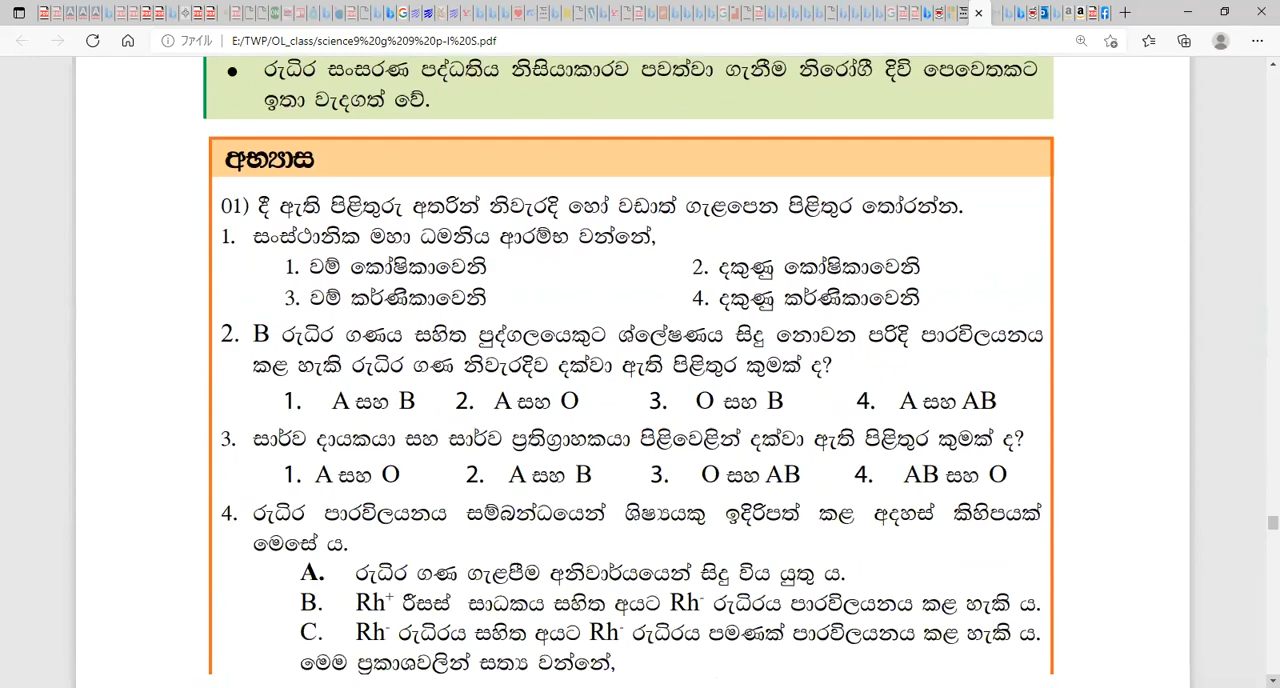 ファイル E:/TWP/OL_class/science9%20g%209%20p-I%20S.pdf
රුධිර සංසරණ පද්ධතිය නිසියාකාරව පවත්වා ගැනීම නිරෝගී දිවි පෙවෙතකට
ඉතා වැදගත් වේ.
අභ්‍යාස
01) දී ඇති පිළිතුරු අතරින් නිවැරදි හෝ වඩාත් ගැළපෙන පිළිතුර තෝරන්න.
1. සංස්ථානික මහා ධමනිය ආරම්භ වන්නේ,
1. වම් කෝෂිකාවෙනි 2. දකුණු කෝෂිකාවෙනි
3. වම් කර්ණිකාවෙනි 4. දකුණු කර්ණිකාවෙනි
2. B රුධිර ගණය සහිත පුද්ගලයෙකුට ශ්ලේෂණය සිදු නොවන පරිදි පාරවිලයනය
කළ හැකි රුධිර ගණ නිවැරදිව දක්වා ඇති පිළිතුර කුමක් ද?
1. A සහ B 2. A සහ O 3. O සහ B 4. A සහ AB
3. සාර්ව දායකයා සහ සාර්ව ප්‍රතිග්‍රාහකයා පිළිවෙළින් දක්වා ඇති පිළිතුර කුමක් ද?
1. A සහ O 2. A සහ B 3. O සහ AB 4. AB සහ O
4. රුධිර පාරවිලයනය සම්බන්ධයෙන් ශිෂ්‍යයකු ඉදිරිපත් කළ අදහස් කිහිපයක්
මෙසේ ය.
A. රුධිර ගණ ගැළපීම අනිවාර්යයෙන් සිදු විය යුතු ය.
B. Rh⁺ රීසස් සාධකය සහිත අයට Rh⁻ රුධිරය පාරවිලයනය කළ හැකි ය.
C. Rh⁻ රුධිරය සහිත අයට Rh⁻ රුධිරය පමණක් පාරවිලයනය කළ හැකි ය.
මෙම ප්‍රකාශවලින් සත්‍ය වන්නේ,